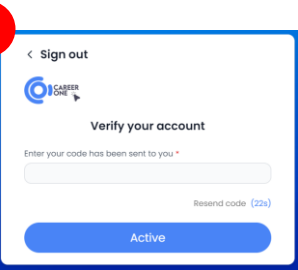 < Sign out
CAREER
ONE
Verify your account
Enter your code has been sent to you *
Resend code (22s)
Active